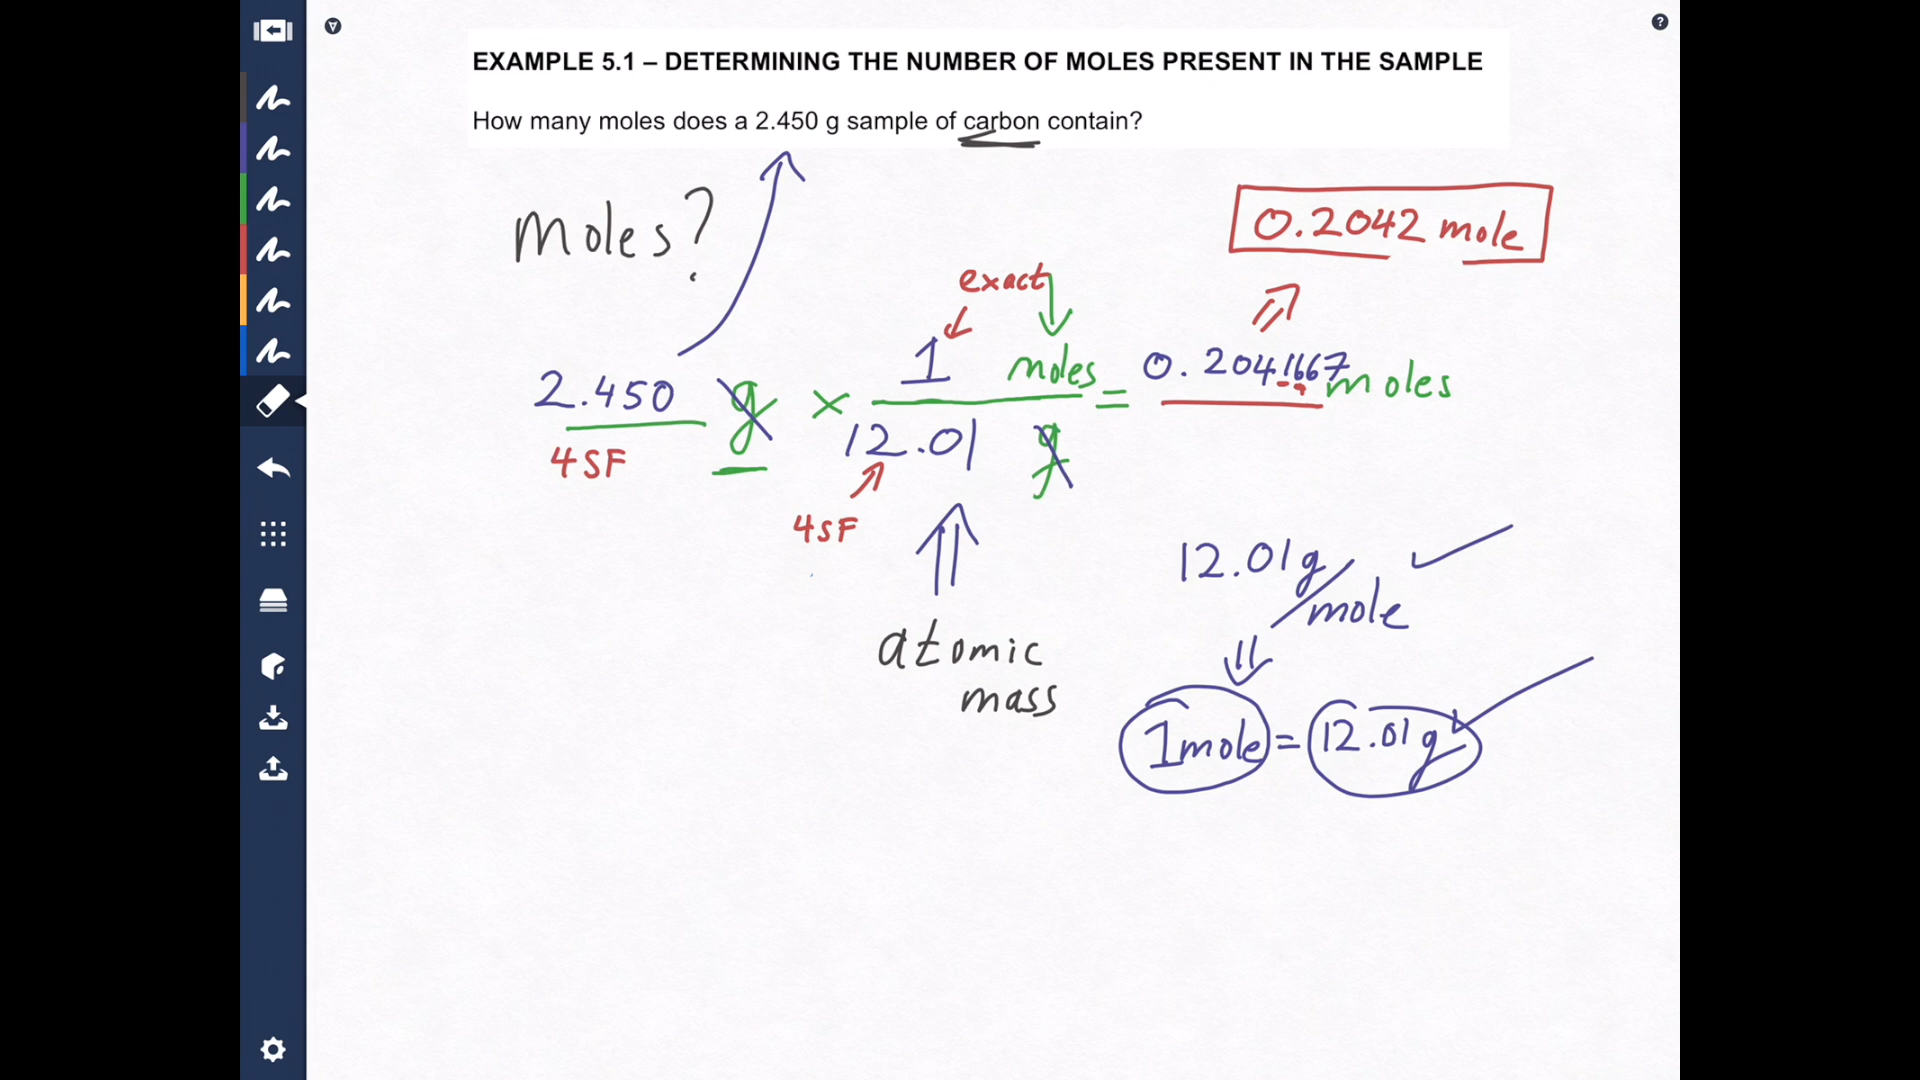 EXAMPLE 5.1 – DETERMINING THE NUMBER OF MOLES PRESENT IN THE SAMPLE
How many moles does a 2.450 g sample of carbon contain?
moles?
0.2042 mole
exact
2.450 g × 1 moles = 0.2041667 moles
12.01 g
4SF
4SF
atomic
mass
12.01g/mole
1mole = 12.01g